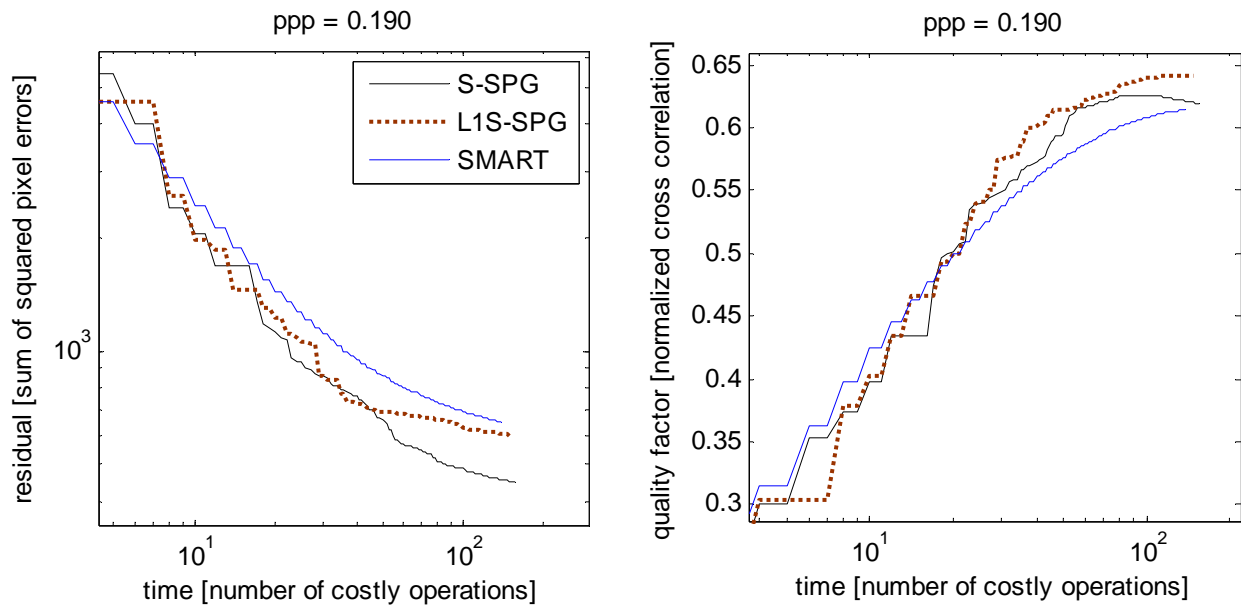 ppp = 0.190
residual [sum of squared pixel errors]
10^3
S-SPG
L1S-SPG
SMART
10^1
10^2
time [number of costly operations]
ppp = 0.190
quality factor [normalized cross correlation]
0.65
0.6
0.55
0.5
0.45
0.4
0.35
0.3
10^1
10^2
time [number of costly operations]